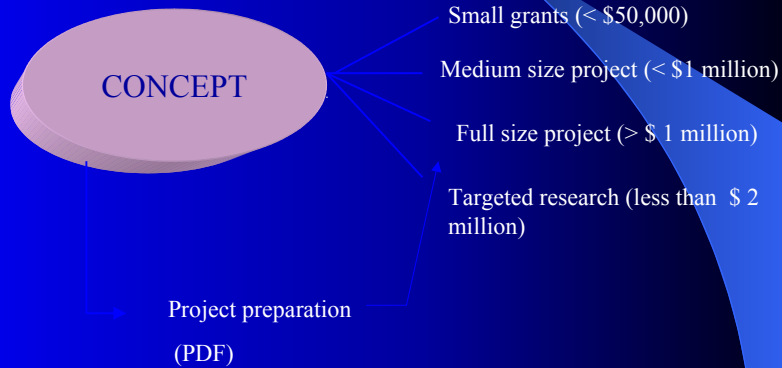 Small grants (< $50,000)
CONCEPT
Medium size project (< $1 million)
Full size project (> $ 1 million)
Targeted research (less than $ 2
million)
Project preparation
(PDF)